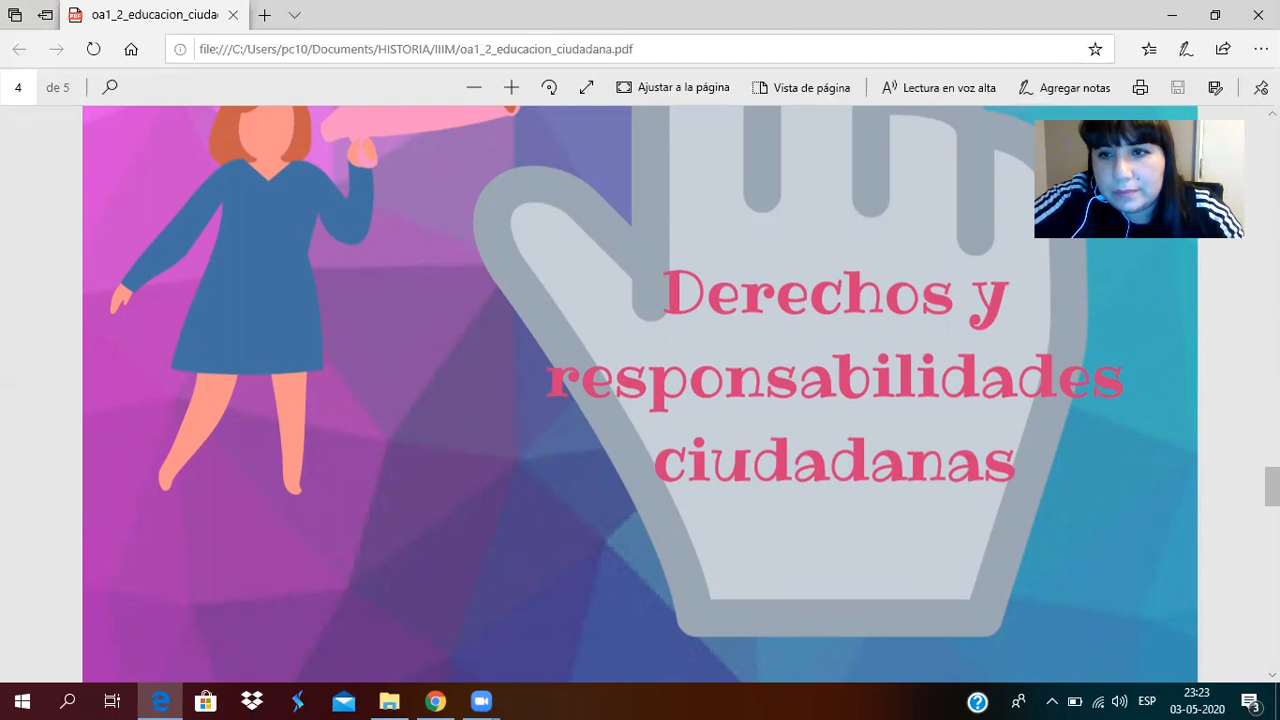 oa1_2_educacion_ciuda
file:///C:/Users/pc10/Documents/HISTORIA/IIIM/oa1_2_educacion_ciudadana.pdf
4 de 5 Ajustar a la página Vista de página Lectura en voz alta Agregar notas
Derechos y
responsabilidades
ciudadanas
ESP
23:23
03-05-2020
3